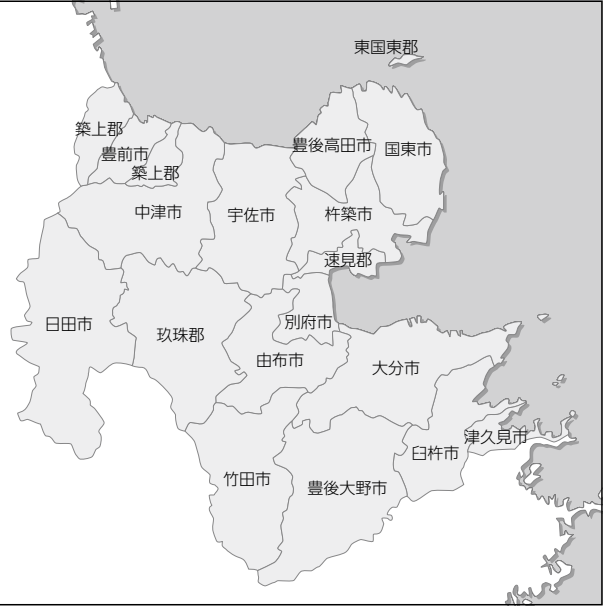 東国東郡
築上郡
豊前市
築上郡
豊後高田市
国東市
中津市
宇佐市
杵築市
速見郡
日田市
玖珠郡
別府市
由布市
大分市
津久見市
臼杵市
竹田市
豊後大野市